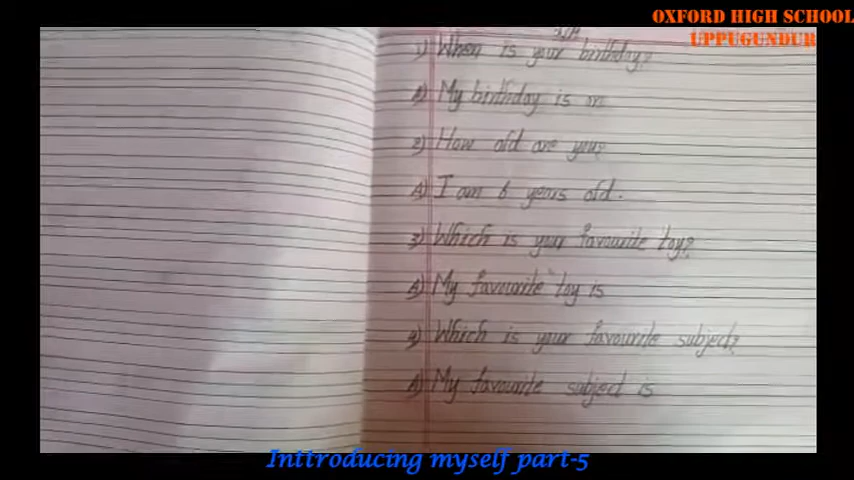 OXFORD HIGH SCHOOL
UPPUGUNDUR
1) When is your birthday?
A) My birthday is on
2) How old are you?
A) I am 6 years old.
3) Which is your favourite toy?
A) My favourite toy is
4) Which is your favourite subject?
A) My favourite subject is
Inttroducing myself part-5